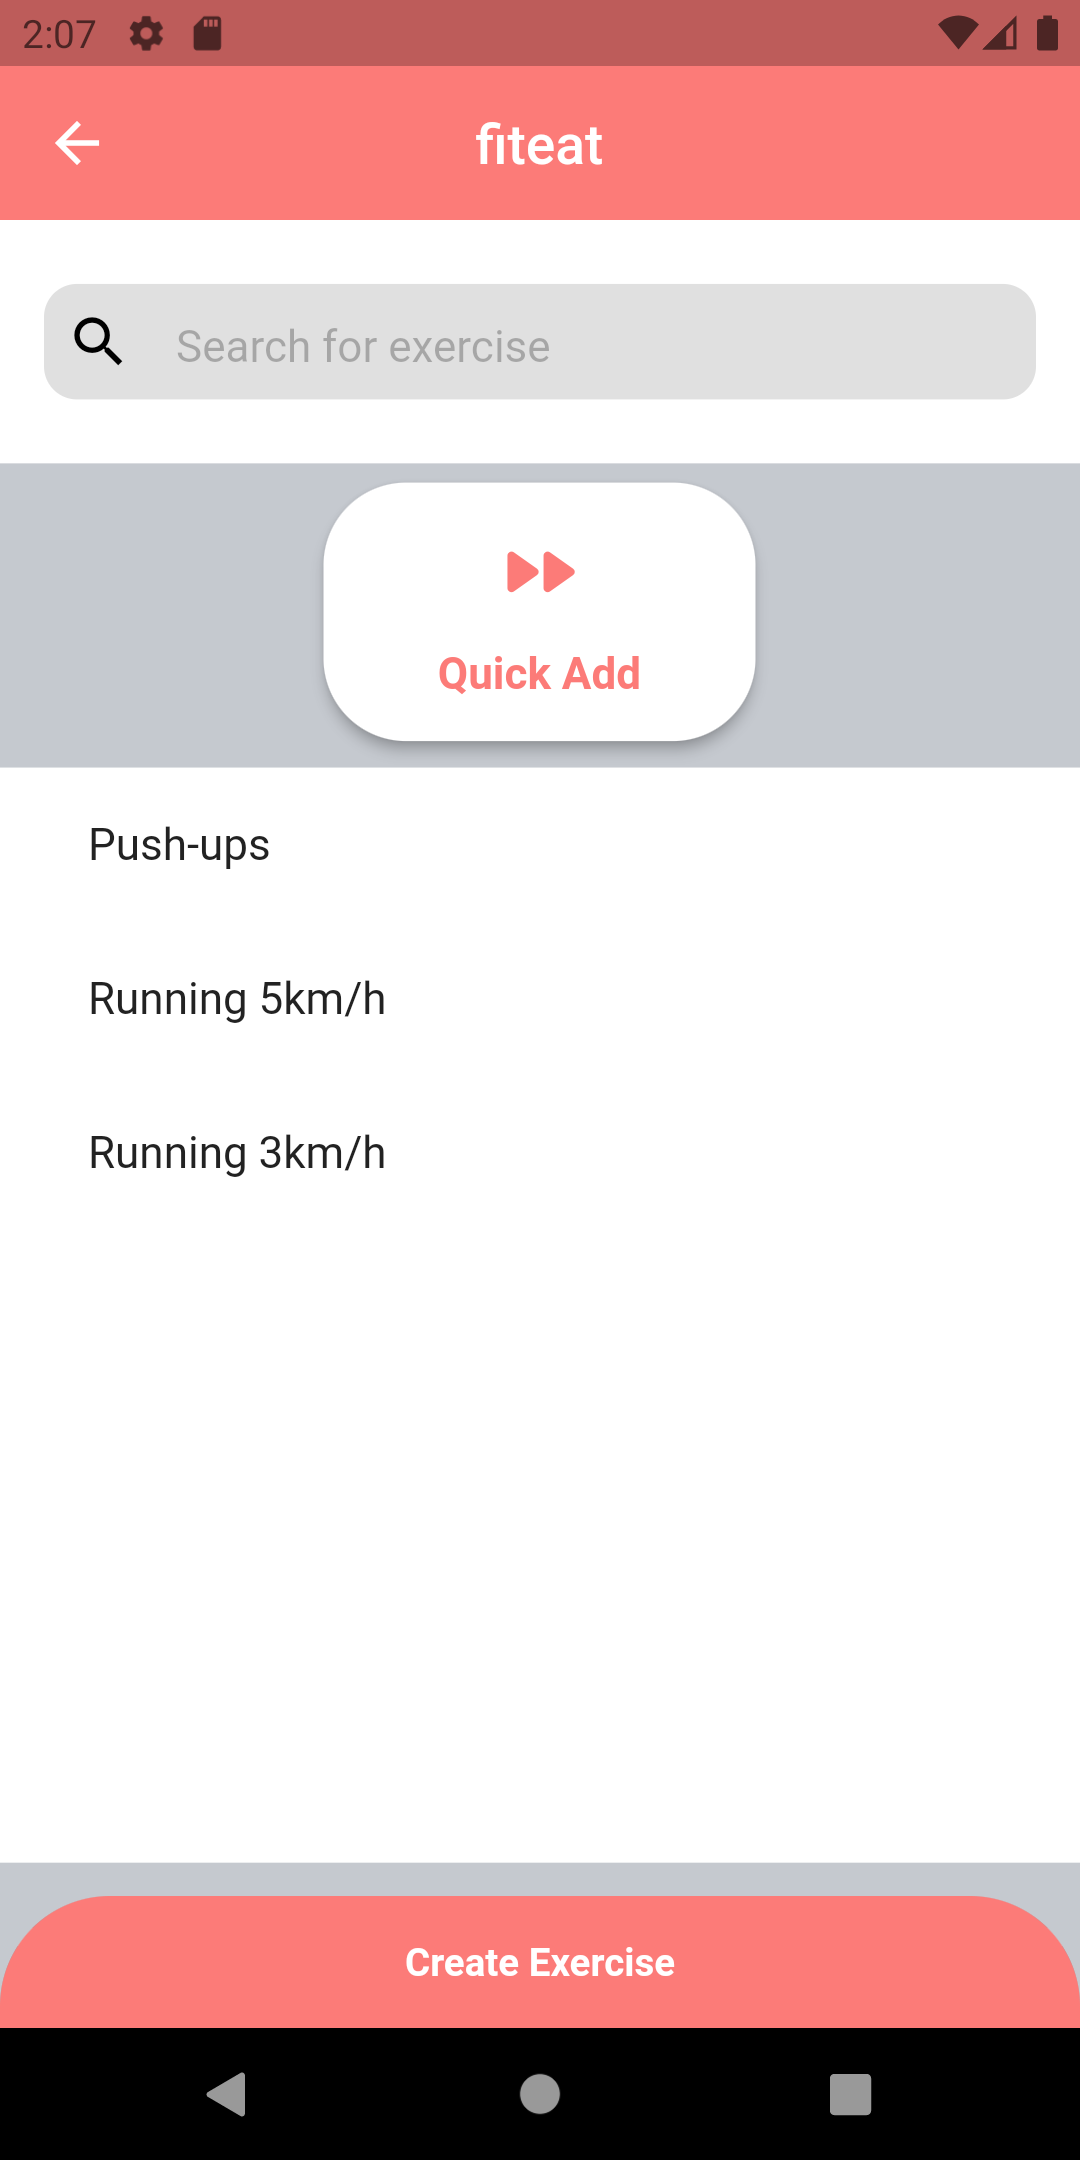 2:07
fiteat
Search for exercise
Quick Add
Push-ups
Running 5km/h
Running 3km/h
Create Exercise